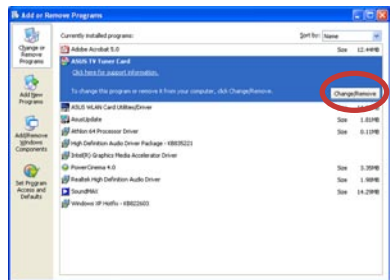 Add or Remove Programs
Change or
Remove
Programs
Add New
Programs
Add/Remove
Windows
Components
Set Program
Access and
Defaults
Currently installed programs:
Sort by: Name
Adobe Acrobat 5.0 Size 12.44MB
ASUS TV Tuner Card
Click here for support information.
To change this program or remove it from your computer, click Change/Remove.
Change/Remove
ASUS WLAN Card Utilities/Driver
AsusUpdate Size 1.81MB
Athlon 64 Processor Driver Size 0.11MB
High Definition Audio Driver Package - KB835221
Intel(R) Graphics Media Accelerator Driver
PowerCinema 4.0 Size 3.35MB
Realtek High Definition Audio Driver Size 1.98MB
SoundMAX Size 14.29MB
Windows XP Hotfix - KB822603